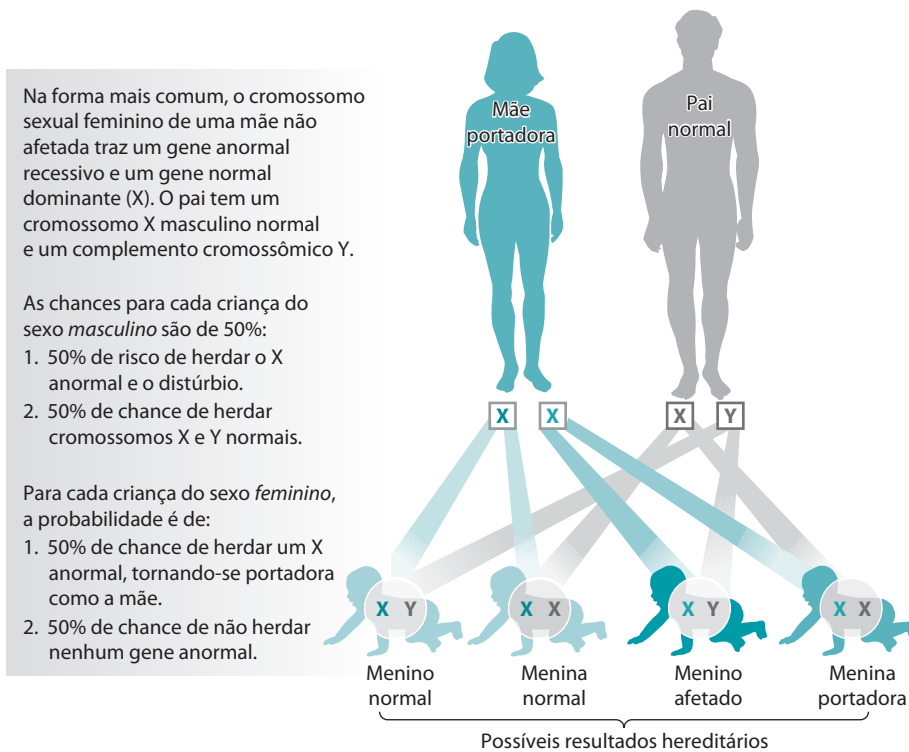 Na forma mais comum, o cromossomo
sexual feminino de uma mãe não
afetada traz um gene anormal
recessivo e um gene normal
dominante (X). O pai tem um
cromossomo X masculino normal
e um complemento cromossômico Y.
As chances para cada criança do
sexo masculino são de 50%:
1. 50% de risco de herdar o X
anormal e o distúrbio.
2. 50% de chance de herdar
cromossomos X e Y normais.
Para cada criança do sexo feminino,
a probabilidade é de:
1. 50% de chance de herdar um X
anormal, tornando-se portadora
como a mãe.
2. 50% de chance de não herdar
nenhum gene anormal.
Mãe
portadora
Pai
normal
X X X Y
X Y X X X Y X X
Menino
normal
Menina
normal
Menino
afetado
Menina
portadora
Possíveis resultados hereditários